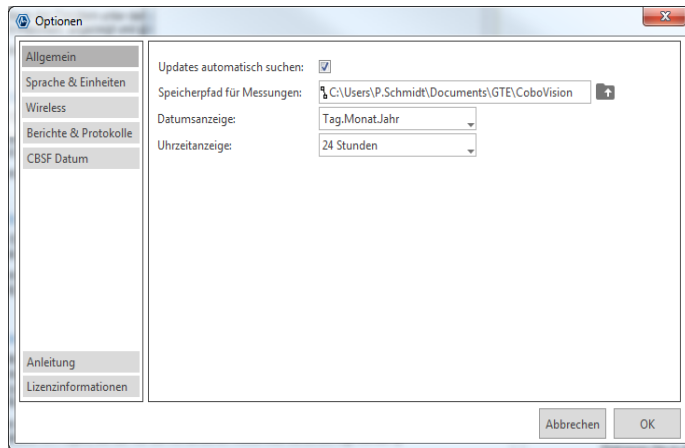 Optionen
Allgemein
Sprache & Einheiten
Wireless
Berichte & Protokolle
CBSF Datum
Anleitung
Lizenzinformationen
Updates automatisch suchen:
Speicherpfad für Messungen: C:\Users\P.Schmidt\Documents\GTE\CoboVision
Datumsanzeige: Tag.Monat.Jahr
Uhrzeitanzeige: 24 Stunden
Abbrechen OK